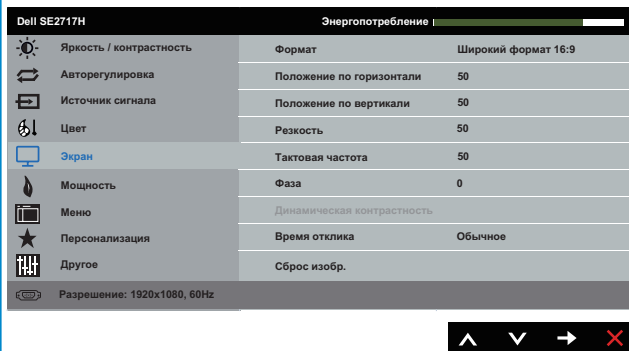 Dell SE2717H
Энергопотребление
Яркость / контрастность
Авторегулировка
Источник сигнала
Цвет
Экран
Мощность
Меню
Персонализация
Другое
Формат Широкий формат 16:9
Положение по горизонтали 50
Положение по вертикали 50
Резкость 50
Тактовая частота 50
Фаза 0
Динамическая контрастность
Время отклика Обычное
Сброс изобр.
Разрешение: 1920x1080, 60Hz